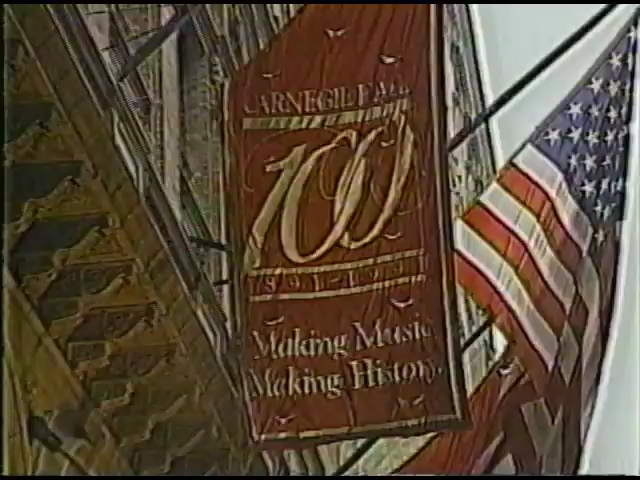 CARNEGIE HALL
100
1891-1991
Making Music
Making History.